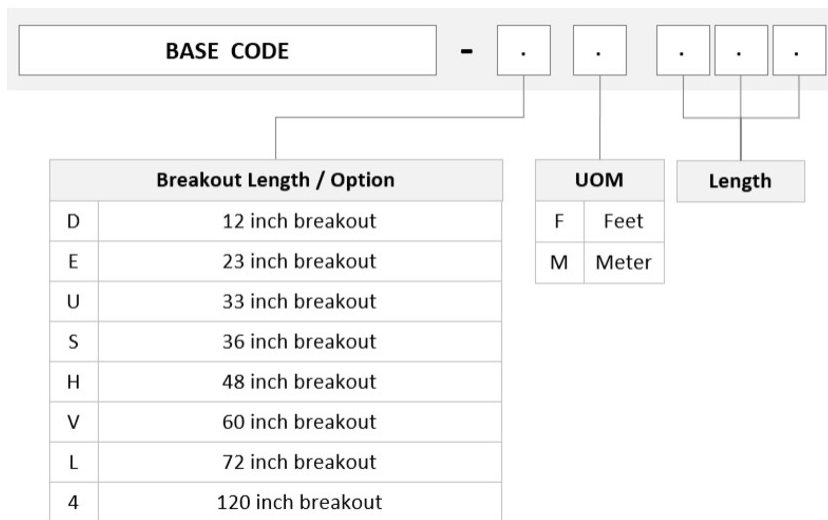 BASE CODE - . . . . .
Breakout Length / Option UOM Length
D 12 inch breakout F Feet
E 23 inch breakout M Meter
U 33 inch breakout
S 36 inch breakout
H 48 inch breakout
V 60 inch breakout
L 72 inch breakout
4 120 inch breakout